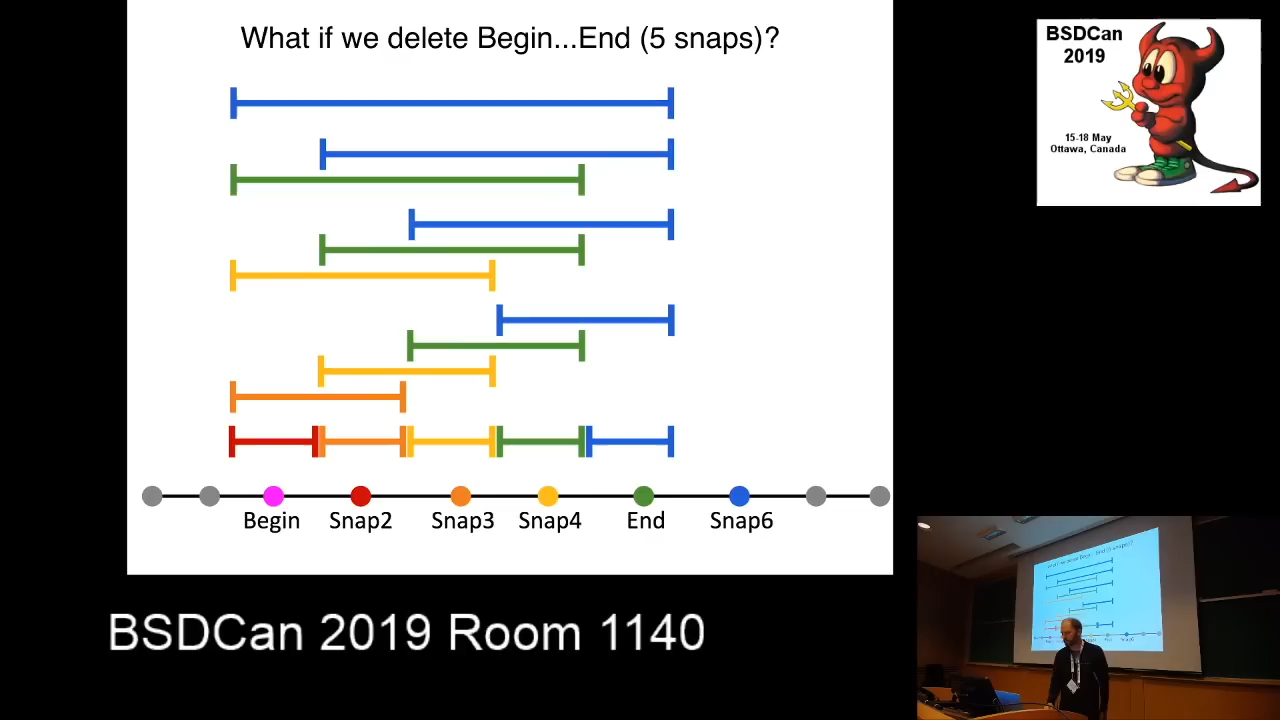 What if we delete Begin...End (5 snaps)?
Begin Snap2 Snap3 Snap4 End Snap6
BSDCan
2019
15-18 May
Ottawa, Canada
BSDCan 2019 Room 1140